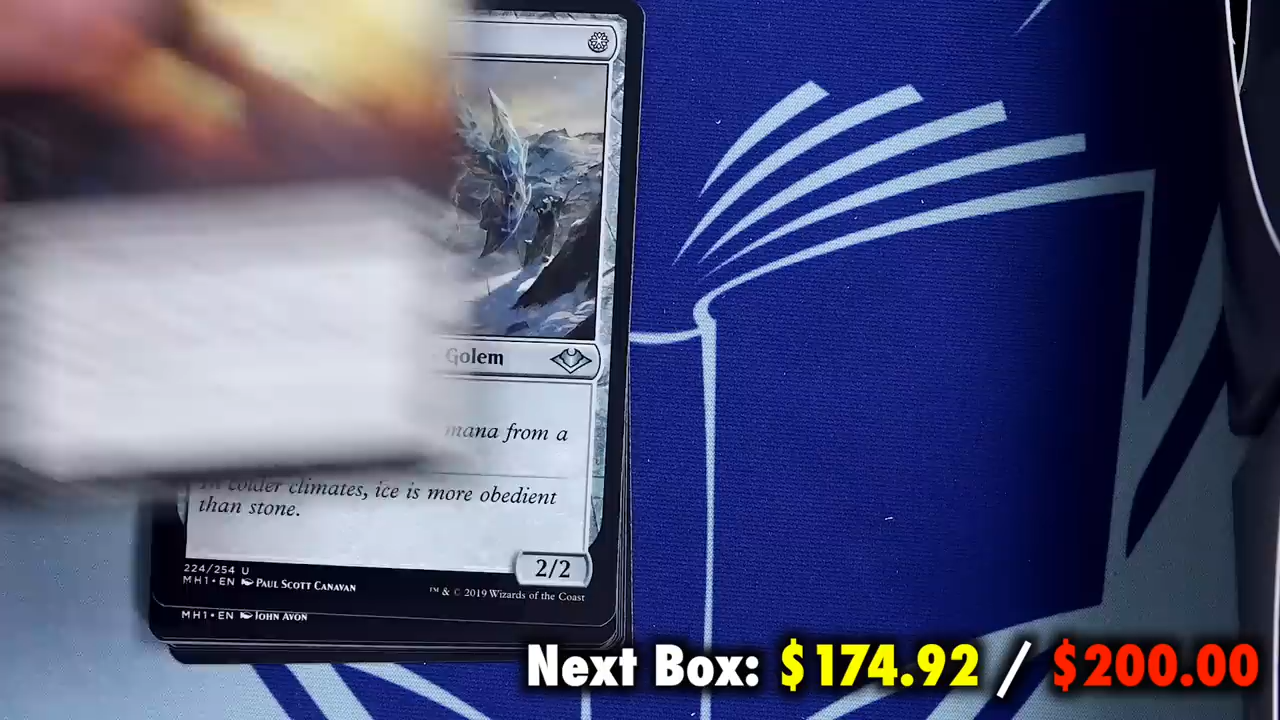 Golem
mana from a
In colder climates, ice is more obedient
than stone.
2/2
224/254 U
MH1 • EN PAUL SCOTT CANAVAN
™ & © 2019 Wizards of the Coast
MH1 • EN JOHN AVON
Next Box: $174.92 / $200.00